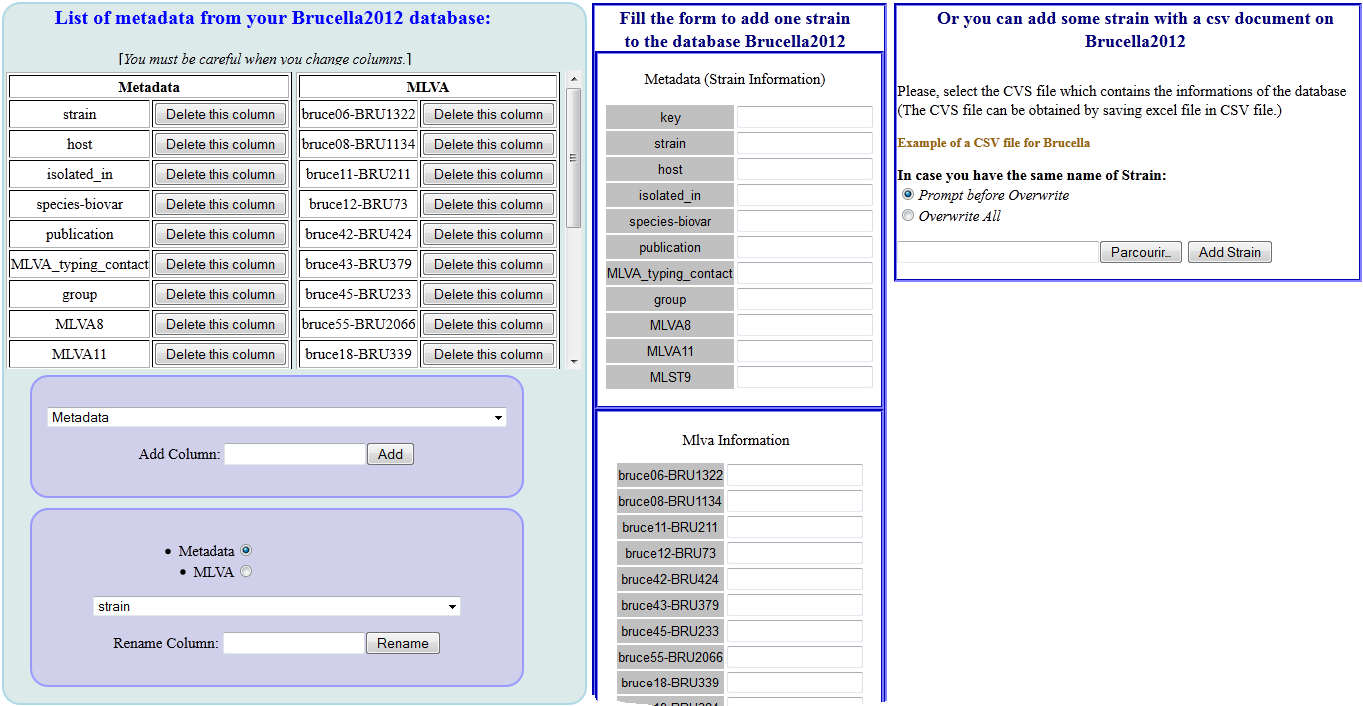 List of metadata from your Brucella2012 database:
[You must be careful when you change columns.]
Metadata
strain Delete this column
host Delete this column
isolated_in Delete this column
species-biovar Delete this column
publication Delete this column
MLVA_typing_contact Delete this column
group Delete this column
MLVA8 Delete this column
MLVA11 Delete this column
MLVA
bruce06-BRU1322 Delete this column
bruce08-BRU1134 Delete this column
bruce11-BRU211 Delete this column
bruce12-BRU73 Delete this column
bruce42-BRU424 Delete this column
bruce43-BRU379 Delete this column
bruce45-BRU233 Delete this column
bruce55-BRU2066 Delete this column
bruce18-BRU339 Delete this column
Metadata
Add Column: Add
• Metadata
• MLVA
strain
Rename Column: Rename
Fill the form to add one strain
to the database Brucella2012
Metadata (Strain Information)
key
strain
host
isolated_in
species-biovar
publication
MLVA_typing_contact
group
MLVA8
MLVA11
MLST9
Mlva Information
bruce06-BRU1322
bruce08-BRU1134
bruce11-BRU211
bruce12-BRU73
bruce42-BRU424
bruce43-BRU379
bruce45-BRU233
bruce55-BRU2066
bruce18-BRU339
Or you can add some strain with a csv document on
Brucella2012
Please, select the CVS file which contains the informations of the database
(The CVS file can be obtained by saving excel file in CSV file.)
Example of a CSV file for Brucella
In case you have the same name of Strain:
Prompt before Overwrite
Overwrite All
Parcourir... Add Strain